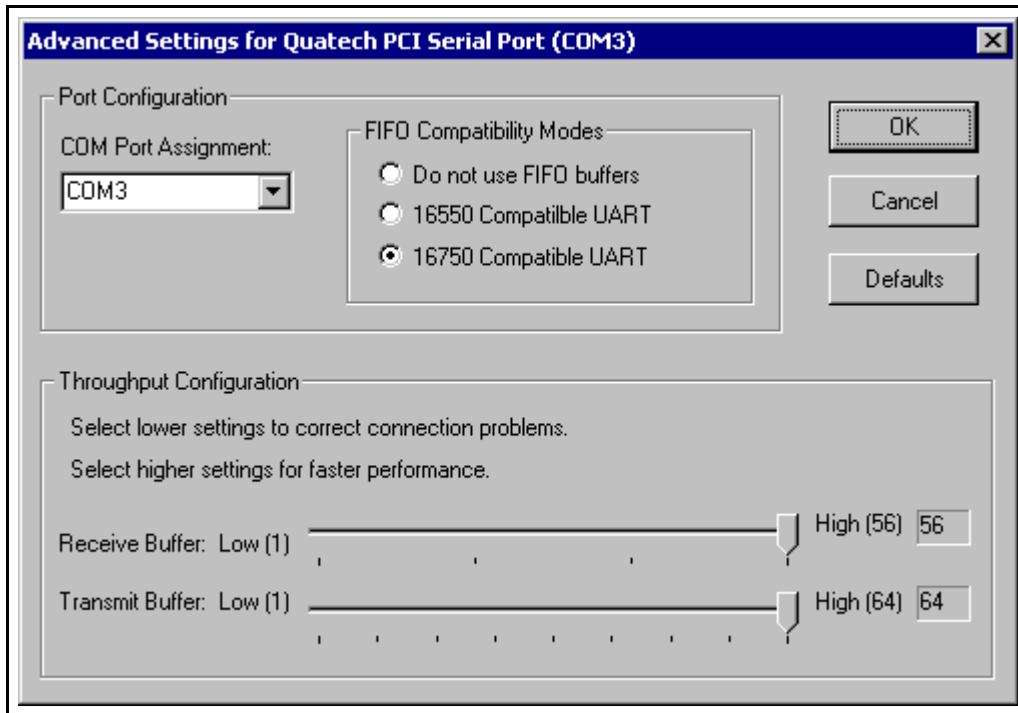 Advanced Settings for Quatech PCI Serial Port (COM3)
Port Configuration
COM Port Assignment:
COM3
FIFO Compatibility Modes
Do not use FIFO buffers
16550 Compatilble UART
16750 Compatible UART
OK
Cancel
Defaults
Throughput Configuration
Select lower settings to correct connection problems.
Select higher settings for faster performance.
Receive Buffer: Low (1) High (56) 56
Transmit Buffer: Low (1) High (64) 64